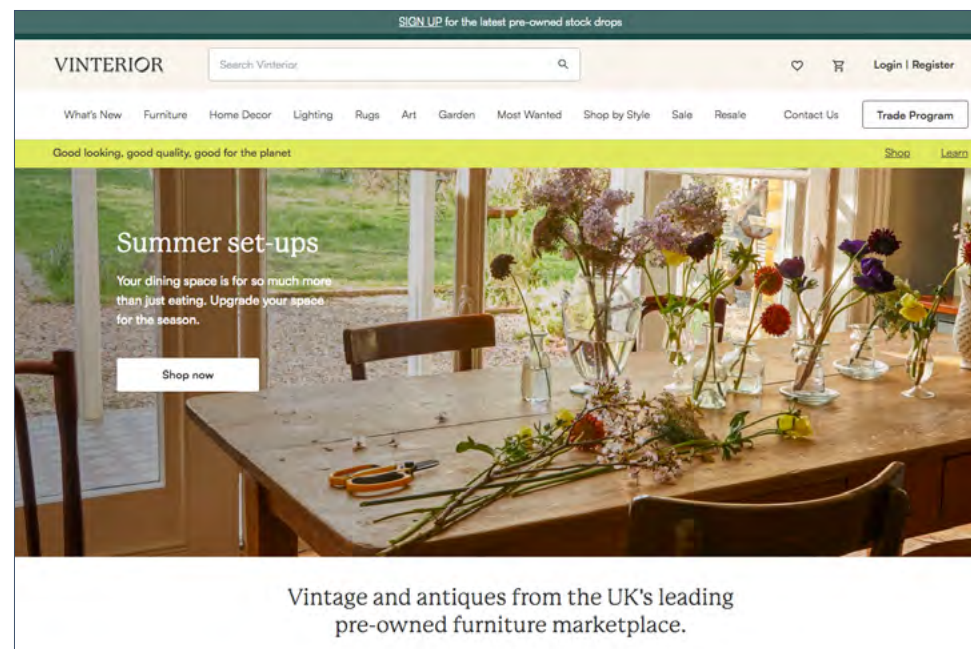 SIGN UP for the latest pre-owned stock drops
VINTERIOR
Search Vinterior
Login | Register
What's New Furniture Home Decor Lighting Rugs Art Garden Most Wanted Shop by Style Sale Resale Contact Us Trade Program
Good looking, good quality, good for the planet Shop Learn
Summer set-ups
Your dining space is for so much more
than just eating. Upgrade your space
for the season.
Shop now
Vintage and antiques from the UK's leading
pre-owned furniture marketplace.